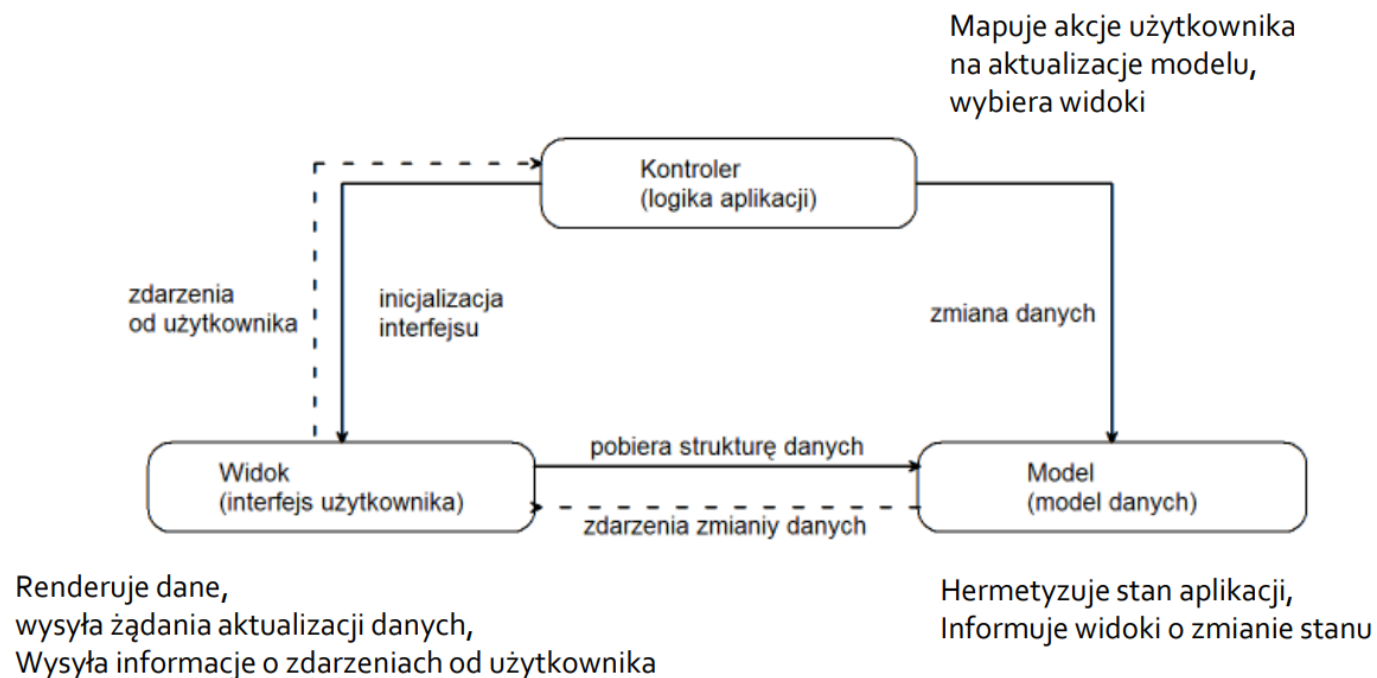 Mapuje akcje użytkownika
na aktualizacje modelu,
wybiera widoki
Kontroler
(logika aplikacji)
zdarzenia
od użytkownika
inicjalizacja
interfejsu
zmiana danych
Widok
(interfejs użytkownika)
pobiera strukturę danych
zdarzenia zmianiy danych
Model
(model danych)
Renderuje dane,
wysyła żądania aktualizacji danych,
Wysyła informacje o zdarzeniach od użytkownika
Hermetyzuje stan aplikacji,
Informuje widoki o zmianie stanu